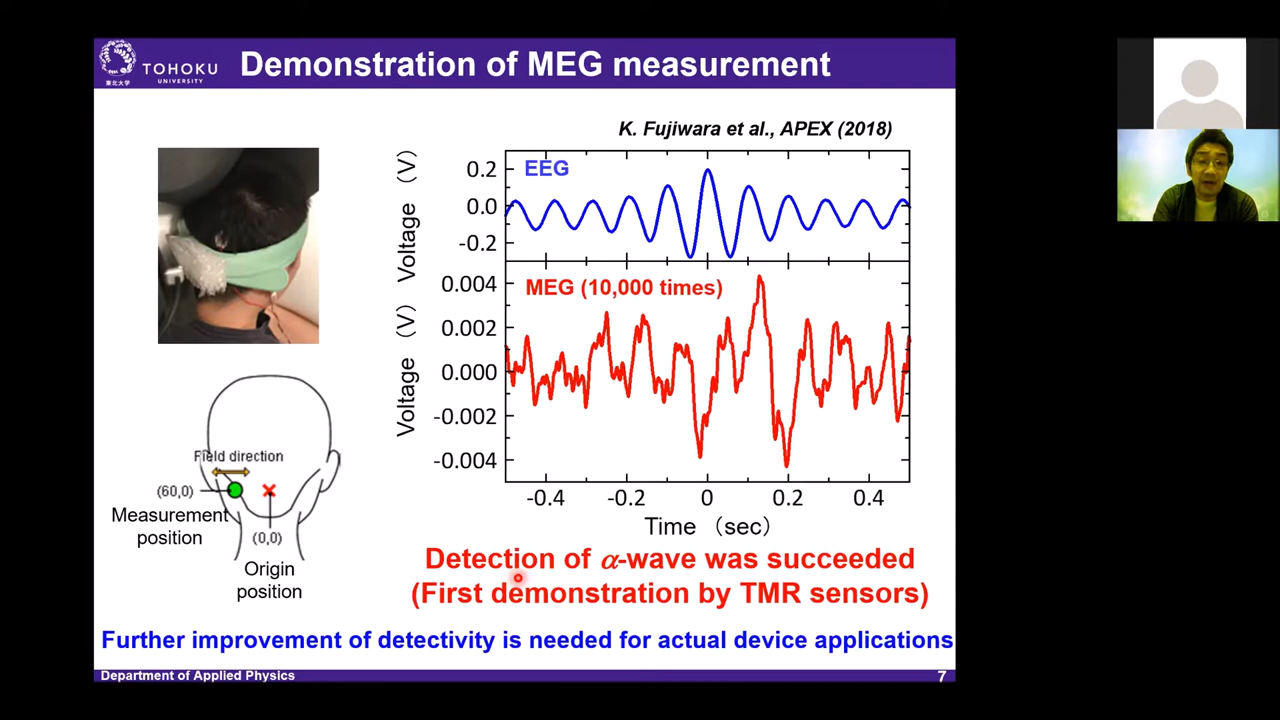 TOHOKU
UNIVERSITY
東北大学
Demonstration of MEG measurement
K. Fujiwara et al., APEX (2018)
EEG
Voltage (V)
0.2
0.0
-0.2
MEG (10,000 times)
Voltage (V)
0.004
0.002
0.000
-0.002
-0.004
-0.4
-0.2
0
0.2
0.4
Time (sec)
Field direction
(60,0)
Measurement
position
(0,0)
Origin
position
Detection of α-wave was succeeded
(First demonstration by TMR sensors)
Further improvement of detectivity is needed for actual device applications
Department of Applied Physics
7